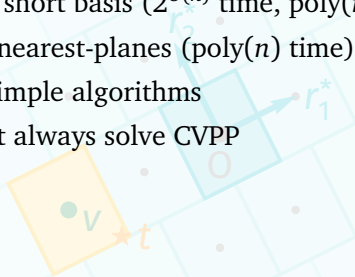 short basis (2 time, poly(
nearest-planes (poly(n) time)
imple algorithms
t always solve CVPP
r₁*
O
v
t